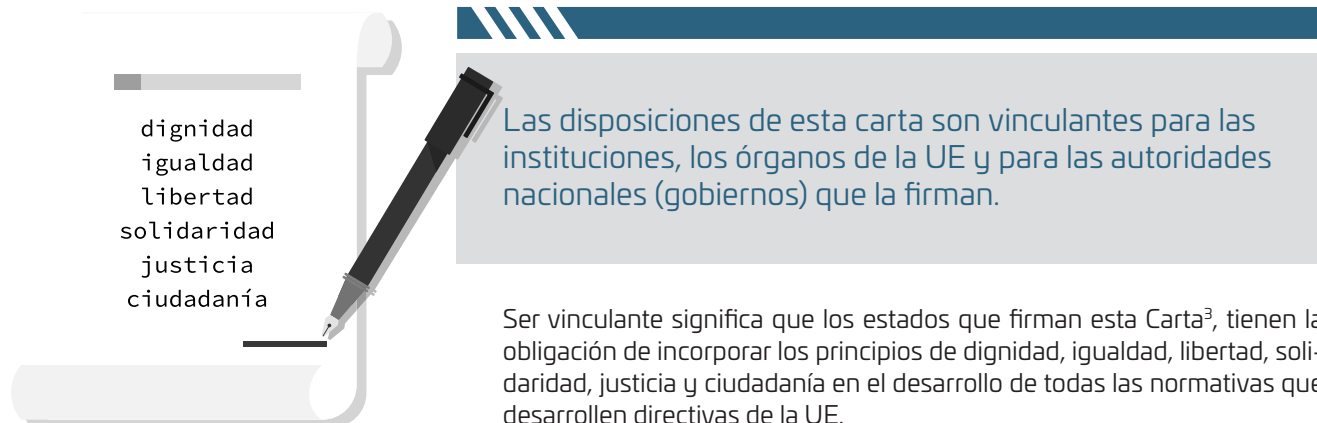 dignidad
igualdad
libertad
solidaridad
justicia
ciudadanía
Las disposiciones de esta carta son vinculantes para las
instituciones, los órganos de la UE y para las autoridades
nacionales (gobiernos) que la firman.
Ser vinculante significa que los estados que firman esta Carta³, tienen la
obligación de incorporar los principios de dignidad, igualdad, libertad, soli-
daridad, justicia y ciudadanía en el desarrollo de todas las normativas que
desarrollen directivas de la UE.